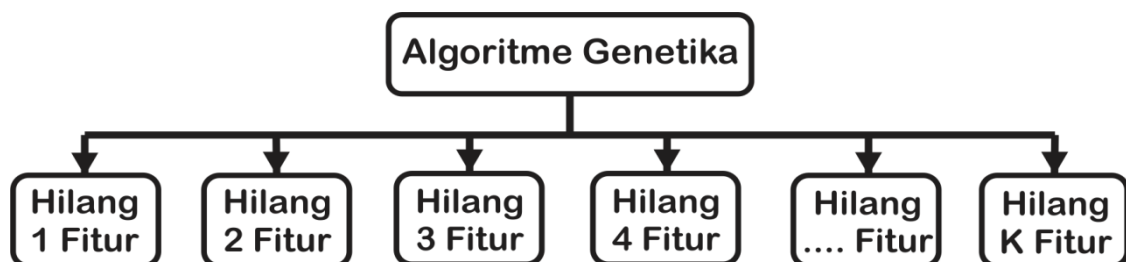 Algoritme Genetika
Hilang
1 Fitur
Hilang
2 Fitur
Hilang
3 Fitur
Hilang
4 Fitur
Hilang
.... Fitur
Hilang
K Fitur